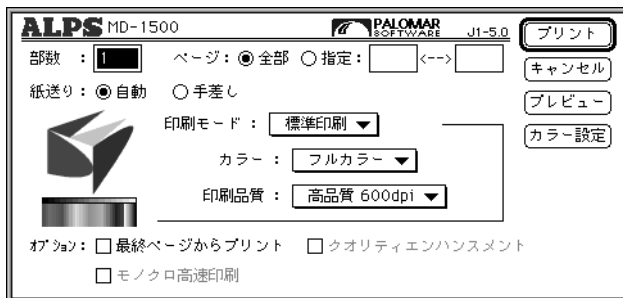 ALPS MD-1500 PALOMAR SOFTWARE J1-5.0
プリント
部数 : 1 ページ : 全部 指定 : <-->
キャンセル
紙送り : 自動 手差し
プレビュー
印刷モード : 標準印刷
カラー設定
カラー : フルカラー
印刷品質 : 高品質 600dpi
オプション: 最終ページからプリント クオリティエンハンスメント
モノクロ高速印刷